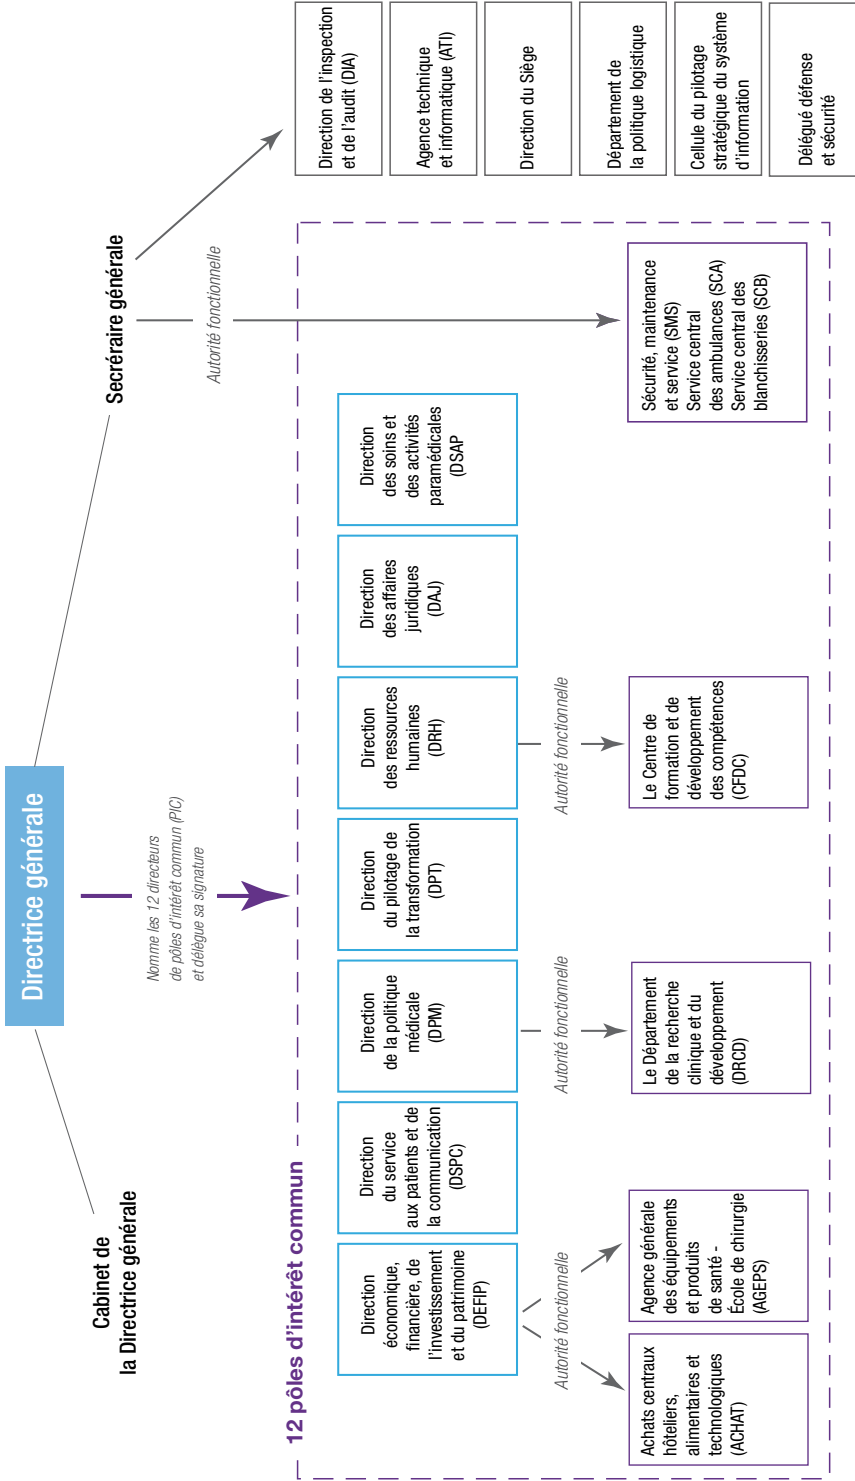 Directrice générale
Cabinet de
la Directrice générale
Secréraire générale
Nomme les 12 directeurs
de pôles d'intérêt commun (PIC)
et délègue sa signature
Autorité fonctionnelle
12 pôles d'intérêt commun
Direction
économique,
financière, de
l'investissement
et du patrimoine
(DEFIP)
Direction
du service
aux patients et de
la communication
(DSPC)
Direction
de la politique
médicale
(DPM)
Direction
du pilotage de
la transformation
(DPT)
Direction
des ressources
humaines
(DRH)
Direction
des affaires
juridiques
(DAJ)
Direction
des soins et
des activités
paramédicales
(DSAP
Autorité fonctionnelle
Autorité fonctionnelle
Autorité fonctionnelle
Achats centraux
hôteliers,
alimentaires et
technologiques
(ACHAT)
Agence générale
des équipements
et produits
de santé -
École de chirurgie
(AGEPS)
Le Département
de la recherche
clinique et du
développement
(DRCD)
Le Centre de
formation et de
développement
des compétences
(CFDC)
Sécurité, maintenance
et service (SMS)
Service central
des ambulances (SCA)
Service central des
blanchisseries (SCB)
Direction de l'inspection
et de l'audit (DIA)
Agence technique
et informatique (ATI)
Direction du Siège
Département de
la politique logistique
Cellule du pilotage
stratégique du système
d'information
Délégué défense
et sécurité